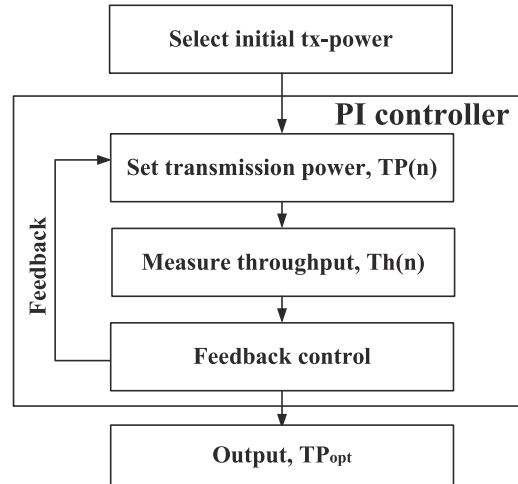 Select initial tx-power
PI controller
Set transmission power, TP(n)
Measure throughput, Th(n)
Feedback
Feedback control
Output, TPopt